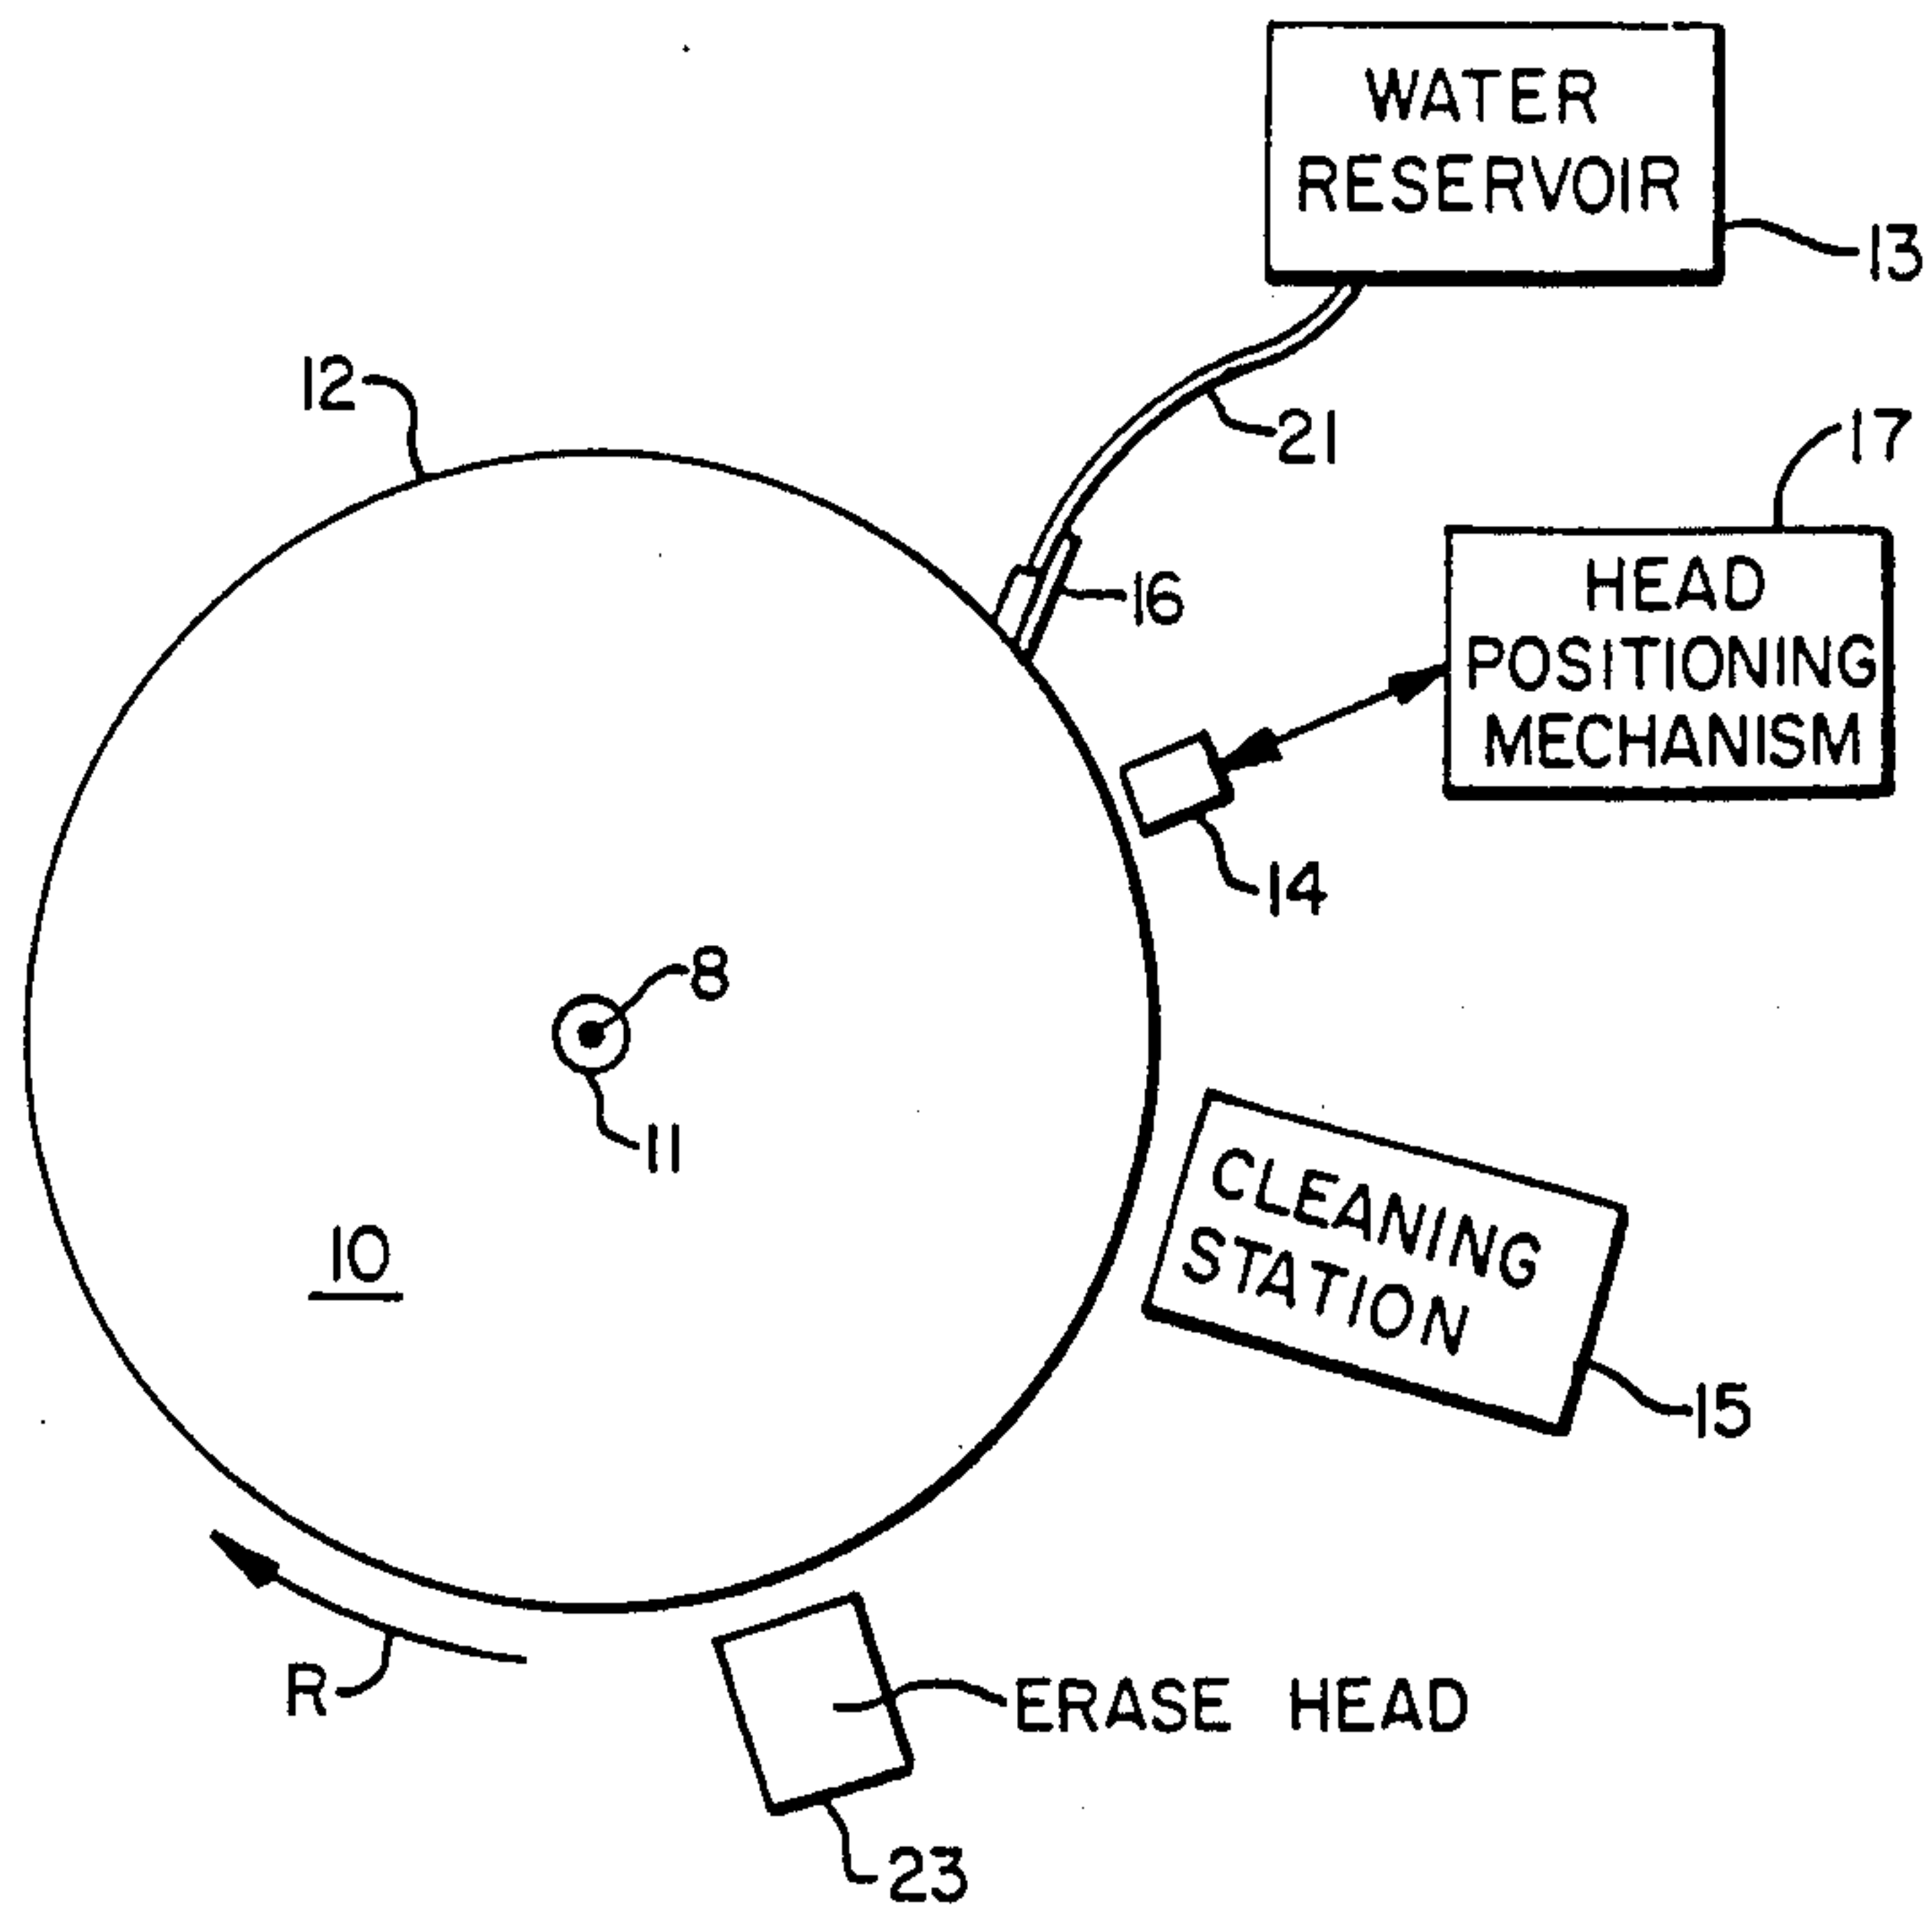 WATER
RESERVOIR
13
12
21
17
16
HEAD
POSITIONING
MECHANISM
14
8
11
CLEANING
STATION
10
15
R
ERASE HEAD
23